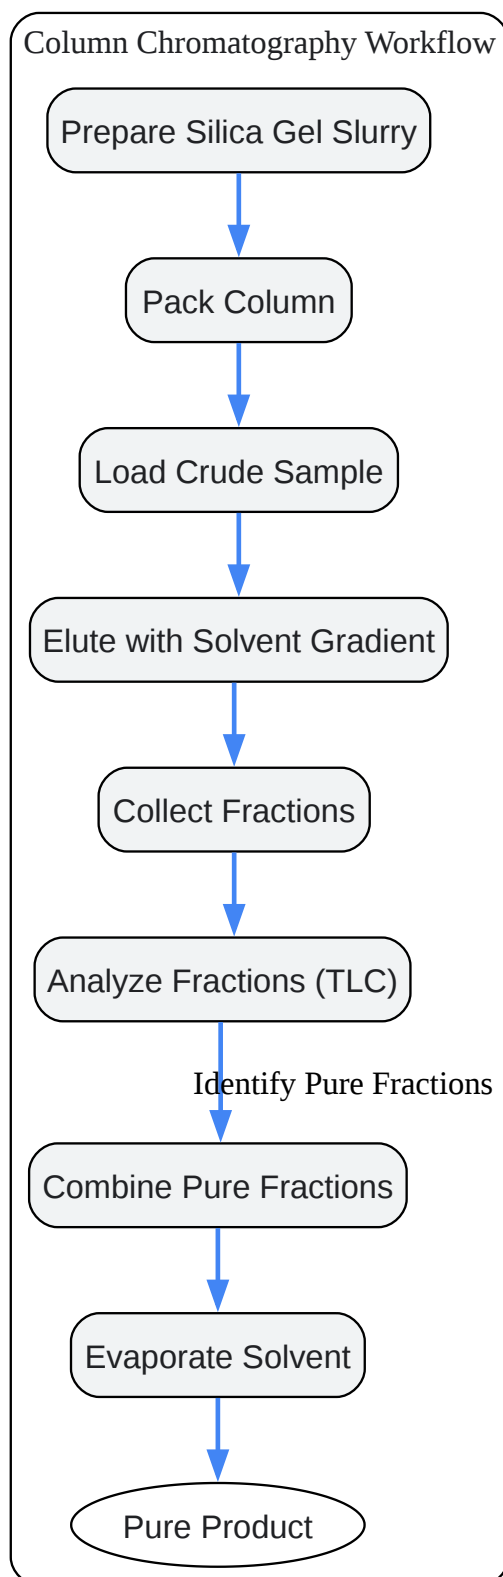 Column Chromatography Workflow
Prepare Silica Gel Slurry
Pack Column
Load Crude Sample
Elute with Solvent Gradient
Collect Fractions
Analyze Fractions (TLC)
Identify Pure Fractions
Combine Pure Fractions
Evaporate Solvent
Pure Product